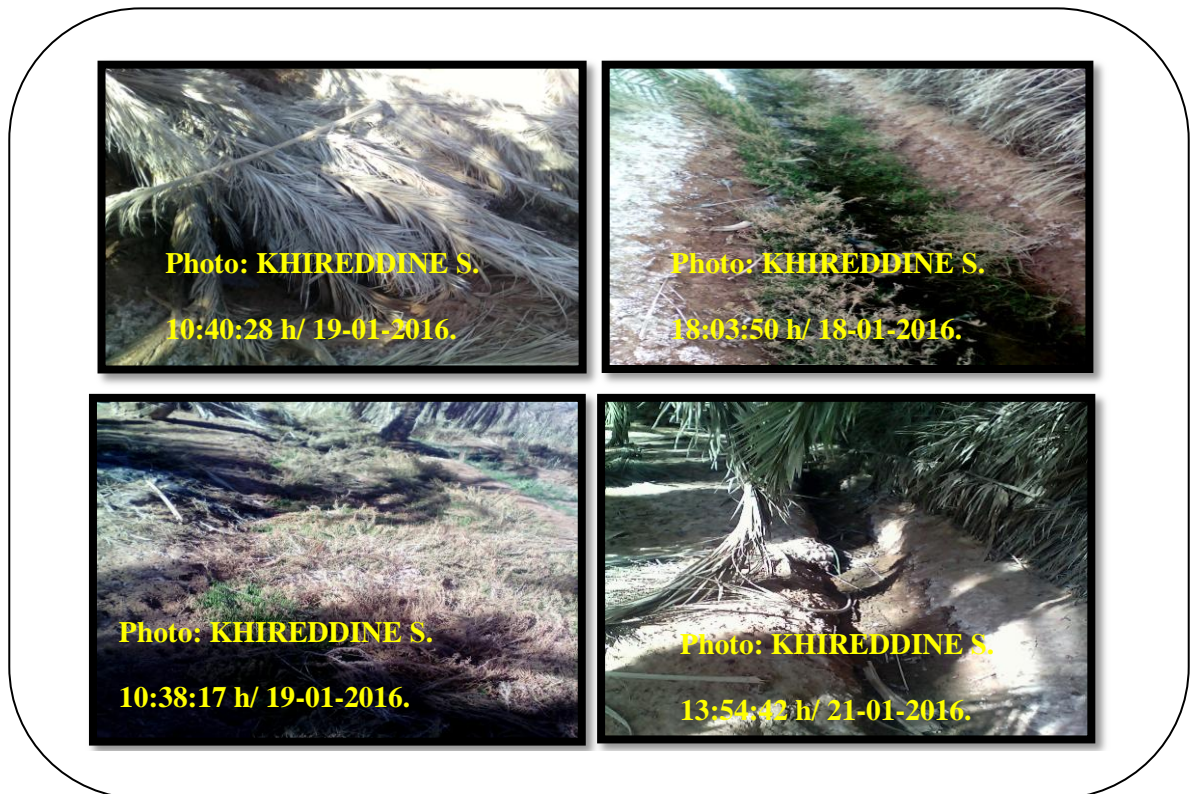 Photo: KHIREDDINE S.
10:40:28 h/ 19-01-2016.
Photo: KHIREDDINE S.
18:03:50 h/ 18-01-2016.
Photo: KHIREDDINE S.
10:38:17 h/ 19-01-2016.
Photo: KHIREDDINE S.
13:54:42 h/ 21-01-2016.